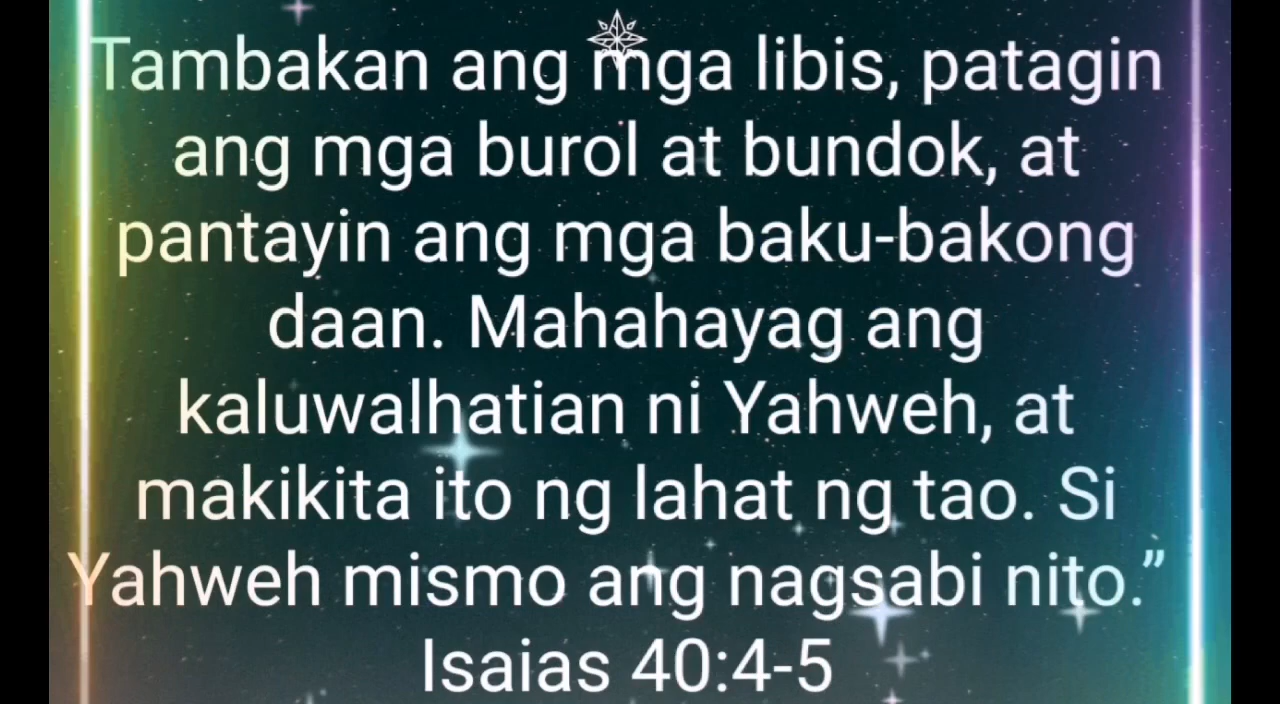 Tambakan ang mga libis, patagin
ang mga burol at bundok, at
pantayin ang mga baku-bakong
daan. Mahahayag ang
kaluwalhatian ni Yahweh, at
makikita ito ng lahat ng tao. Si
Yahweh mismo ang nagsabi nito.”
Isaias 40:4-5